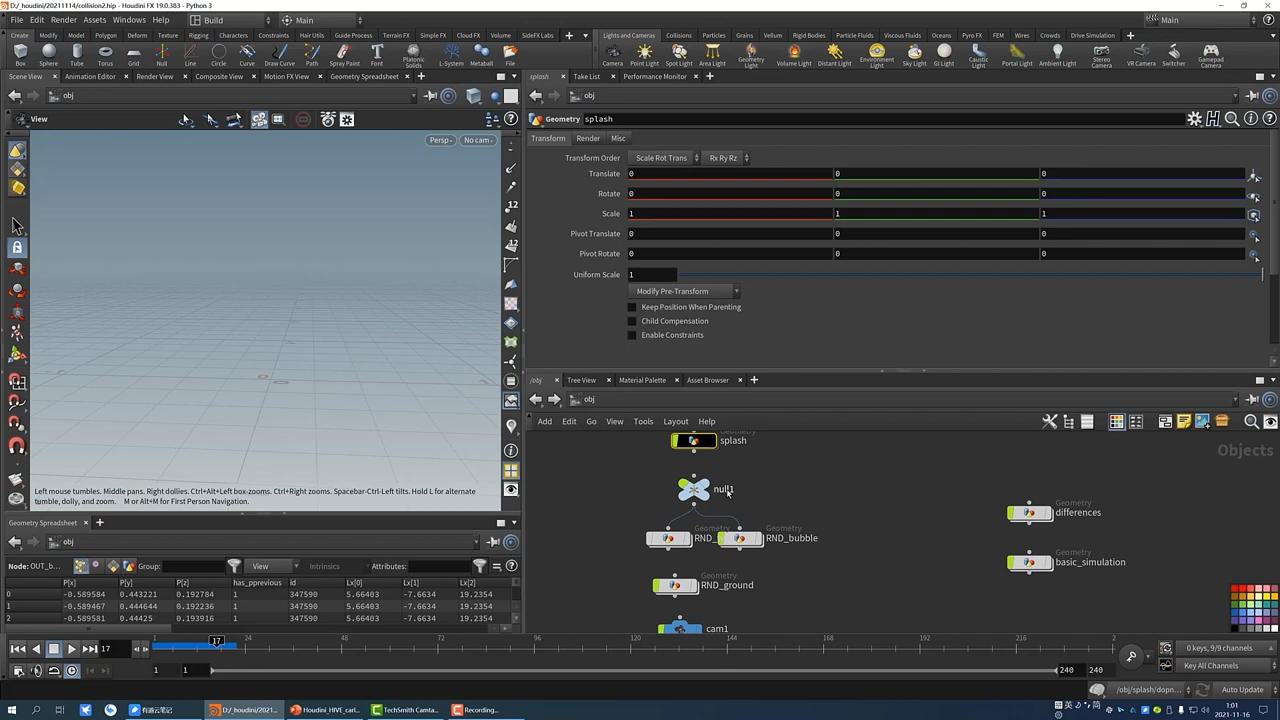 D:/_houdini/20211114/collision2.hip - Houdini FX 19.0.383 - Python 3
File Edit Render Assets Windows Help Build Main Main
Create Modify Model Polygon Deform Texture Rigging Characters Constraints Hair Utils Guide Process Terrain FX Simple FX Cloud FX Volume SideFX Labs
Lights and Cameras Collisions Particles Grains Vellum Rigid Bodies Particle Fluids Viscous Fluids Oceans Pyro FX FEM Wires Crowds Drive Simulation
Box Sphere Tube Torus Grid Null Line Circle Curve Draw Curve Path Spray Paint Font Platonic Solids L-System Metaball File
Camera Point Light Spot Light Area Light Geometry Light Volume Light Distant Light Environment Light Sky Light GI Light Caustic Light Portal Light Ambient Light Stereo Camera VR Camera Switcher Gamepad Camera
Scene View Animation Editor Render View Composite View Motion FX View Geometry Spreadsheet
splash Take List Performance Monitor
obj
obj
View
Geometry splash
Persp No cam
Transform Render Misc
Transform Order Scale Rot Trans Rx Ry Rz
Translate 0 0 0
Rotate 0 0 0
Scale 1 1 1
Pivot Translate 0 0 0
Pivot Rotate 0 0 0
Uniform Scale 1
Modify Pre-Transform
Keep Position When Parenting
Child Compensation
Enable Constraints
12
12
/obj Tree View Material Palette Asset Browser
obj
Add Edit Go View Tools Layout Help
Objects
Geometry
splash
null1
Geometry
RND_
Geometry
RND_bubble
Geometry
RND_ground
cam1
Geometry
differences
Geometry
basic_simulation
Left mouse tumbles. Middle pans. Right dollies. Ctrl+Alt+Left box-zooms. Ctrl+Right zooms. Spacebar-Ctrl-Left tilts. Hold L for alternate
tumble, dolly, and zoom. M or Alt+M for First Person Navigation.
Geometry Spreadsheet
obj
Node: OUT_b... Group: View Intrinsics Attributes:
P[x] P[y] P[z] has_pprevious id Lx[0] Lx[1] Lx[2]
0 -0.589584 0.443221 0.192784 1 347590 5.66403 -7.6634 19.2354
1 -0.589467 0.444644 0.192236 1 347590 5.66403 -7.6634 19.2354
2 -0.589581 0.44425 0.193916 1 347590 5.66403 -7.6634 19.2354
17 1 17 24 48 72 96 120 144 168 192 216 2
0 keys, 9/9 channels
1 1 240 240 Key All Channels
/obj/splash/dopn... Auto Update
有道云笔记 D:/_houdini/2021... Houdini_HIVE_carl... TechSmith Camta... Recording...
1:01
2021-11-16